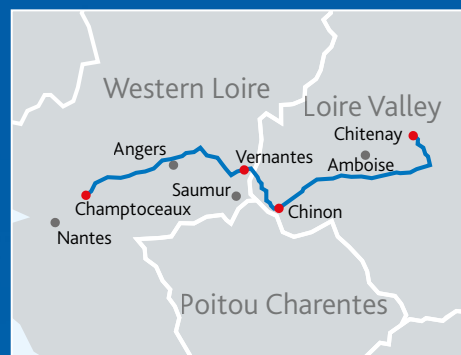 Western Loire
Loire Valley
Chitenay
Angers
Vernantes
Amboise
Saumur
Champtoceaux
Chinon
Nantes
Poitou Charentes